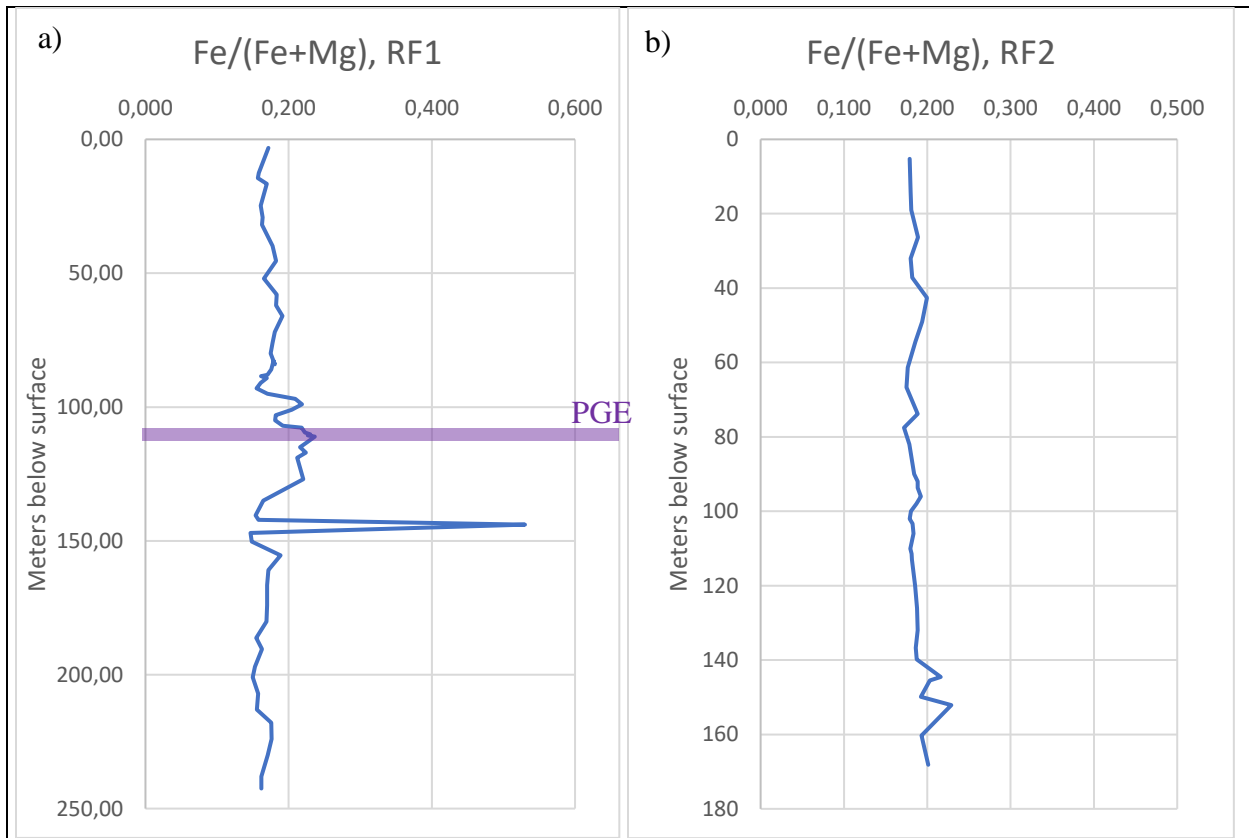 a)
Fe/(Fe+Mg), RF1
0,000 0,200 0,400 0,600
0,00
50,00
100,00
150,00
200,00
250,00
Meters below surface
PGE
b)
Fe/(Fe+Mg), RF2
0,000 0,100 0,200 0,300 0,400 0,500
0
20
40
60
80
100
120
140
160
180
Meters below surface